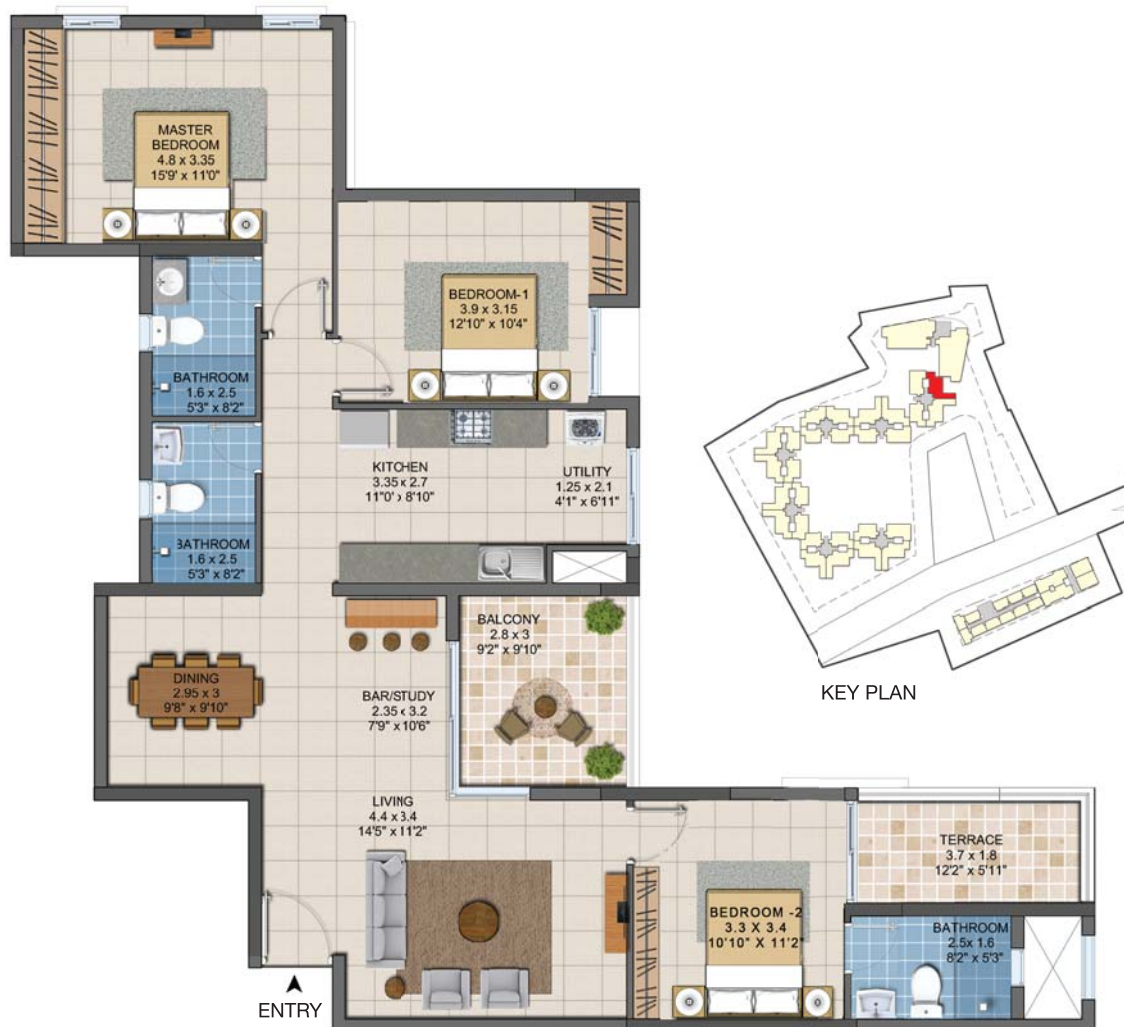 MASTER
BEDROOM
4.8 x 3.35
15'9' x 11'0"
BEDROOM-1
3.9 x 3.15
12'10" x 10'4"
BATHROOM
1.6 x 2.5
5'3" x 8'2"
KITCHEN
3.35 x 2.7
11"0' x 8'10"
UTILITY
1.25 x 2.1
4'1" x 6'11"
BATHROOM
1.6 x 2.5
5'3" x 8'2"
BALCONY
2.8 x 3
9'2" x 9'10"
DINING
2.95 x 3
9'8" x 9'10"
BAR/STUDY
2.35 x 3.2
7'9" x 10'6"
KEY PLAN
LIVING
4.4 x 3.4
14'5" x 11'2"
TERRACE
3.7 x 1.8
12'2" x 5'11"
BEDROOM -2
3.3 X 3.4
10'10" X 11'2"
BATHROOM
2.5x 1.6
8'2" x 5'3"
ENTRY